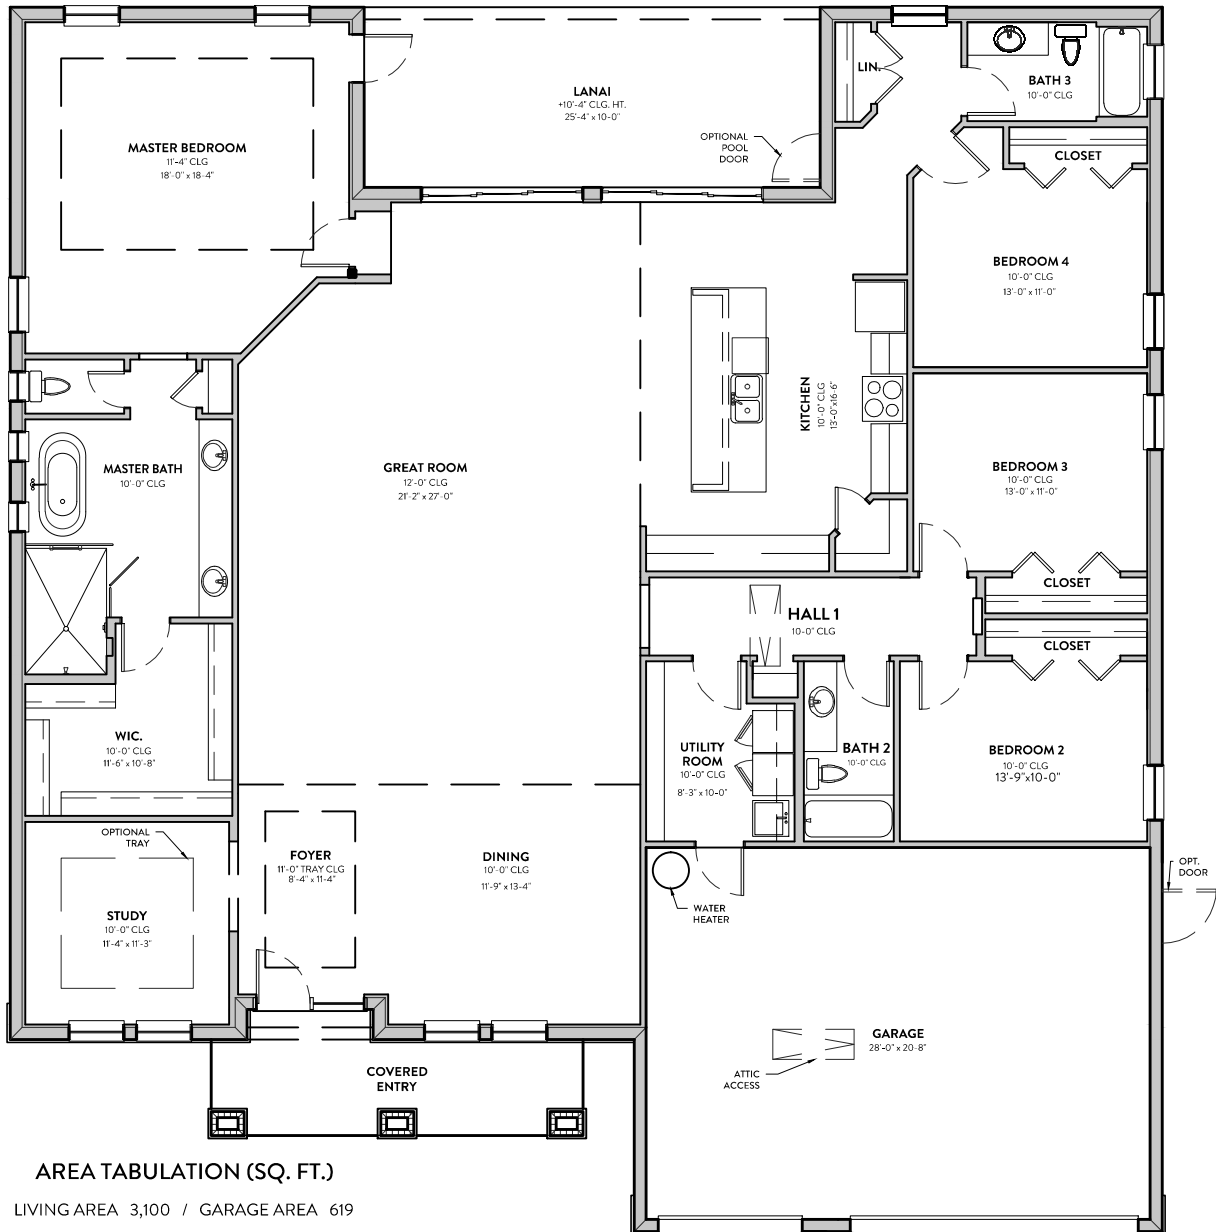 MASTER BEDROOM
11'-4" CLG
18'-0" x 18-4"
LANAI
+10'-4" CLG. HT.
25'-4" x 10-0"
OPTIONAL
POOL
DOOR
LIN.
BATH 3
10'-0" CLG
CLOSET
BEDROOM 4
10'-0" CLG
13'-0" x 11'-0"
KITCHEN
10'-0" CLG
13'-0"x16-6"
MASTER BATH
10'-0" CLG
GREAT ROOM
12'-0" CLG
21'-2" x 27'-0"
BEDROOM 3
10'-0" CLG
13'-0" x 11'-0"
CLOSET
HALL 1
10-0" CLG
CLOSET
WIC.
10'-0" CLG
11'-6" x 10'-8"
UTILITY
ROOM
10'-0" CLG
8'-3" x 10-0"
BATH 2
10'-0" CLG
BEDROOM 2
10'-0" CLG
13'-9"x10-0"
OPTIONAL
TRAY
STUDY
10'-0" CLG
11'-4" x 11'-3"
FOYER
11'-0" TRAY CLG
8'-4" x 11-4"
DINING
10'-0" CLG
11'-9" x 13'-4"
WATER
HEATER
OPT.
DOOR
GARAGE
28'-0" x 20-8"
ATTIC
ACCESS
COVERED
ENTRY
AREA TABULATION (SQ. FT.)
LIVING AREA 3,100 / GARAGE AREA 619